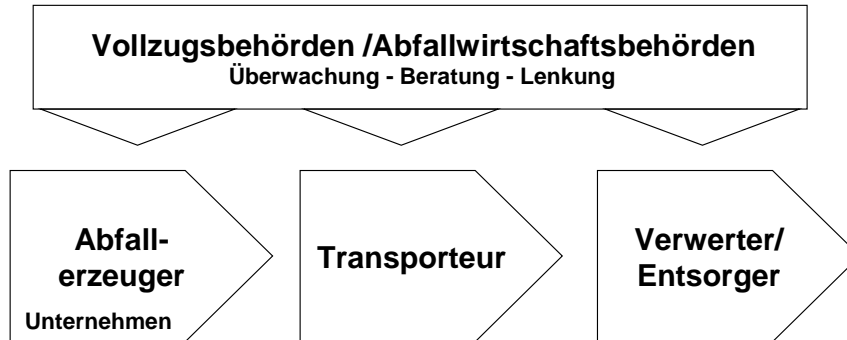 Vollzugsbehörden /Abfallwirtschaftsbehörden
Überwachung - Beratung - Lenkung
Abfall-
erzeuger
Unternehmen
Transporteur
Verwerter/
Entsorger